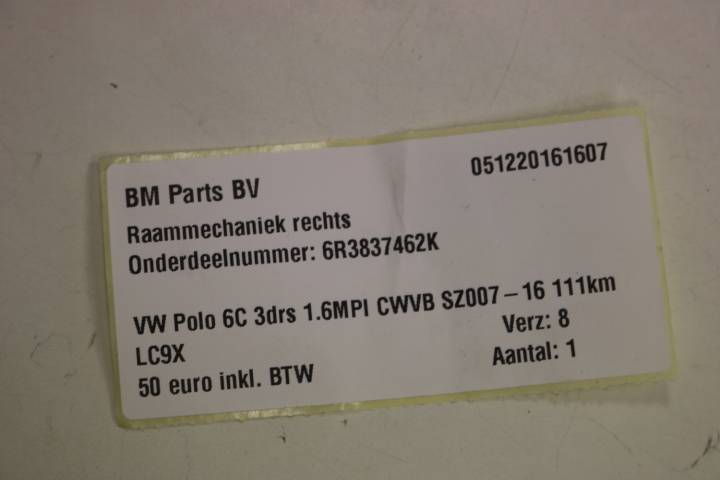 BM Parts BV
051220161607
Raammechaniek rechts
Onderdeelnummer: 6R3837462K
VW Polo 6C 3drs 1.6MPI CWVB SZ007 – 16 111km
LC9X
Verz: 8
50 euro inkl. BTW
Aantal: 1